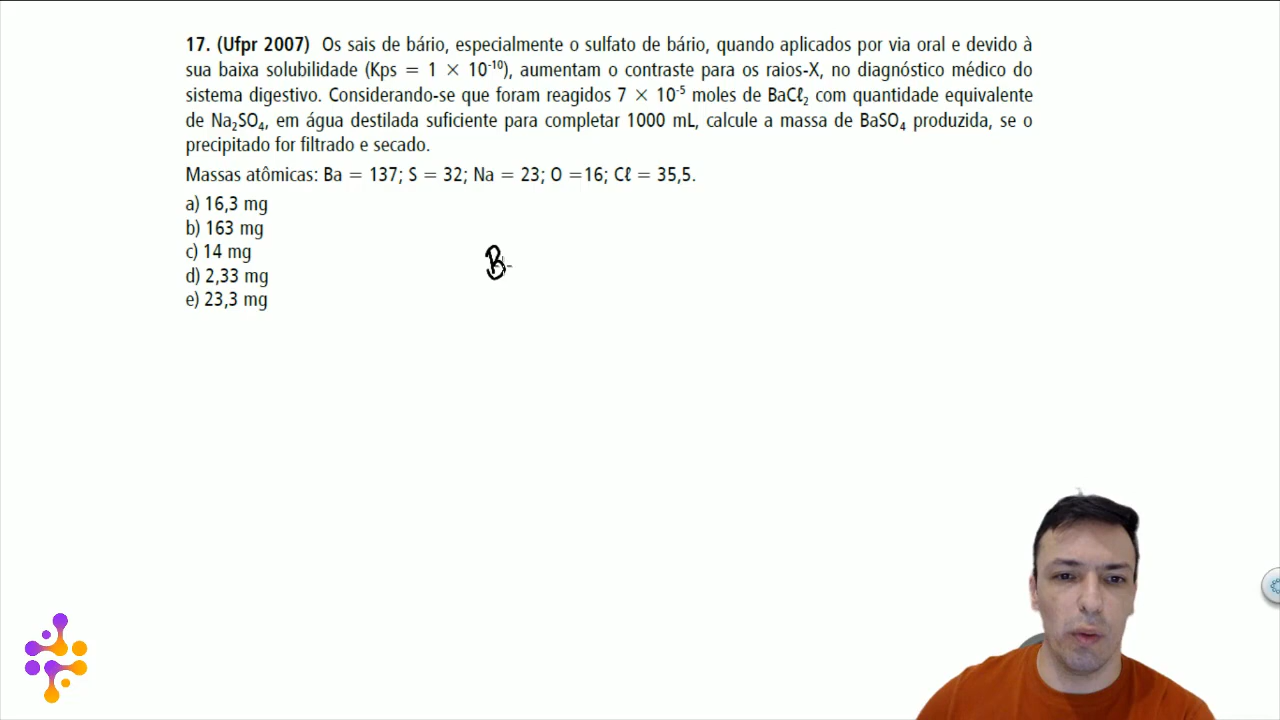 17. (Ufpr 2007) Os sais de bário, especialmente o sulfato de bário, quando aplicados por via oral e devido à
sua baixa solubilidade (Kps = 1 × 10⁻¹⁰), aumentam o contraste para os raios-X, no diagnóstico médico do
sistema digestivo. Considerando-se que foram reagidos 7 × 10⁻⁵ moles de BaCℓ₂ com quantidade equivalente
de Na₂SO₄, em água destilada suficiente para completar 1000 mL, calcule a massa de BaSO₄ produzida, se o
precipitado for filtrado e secado.
Massas atômicas: Ba = 137; S = 32; Na = 23; O =16; Cℓ = 35,5.
a) 16,3 mg
b) 163 mg
c) 14 mg
B
d) 2,33 mg
e) 23,3 mg